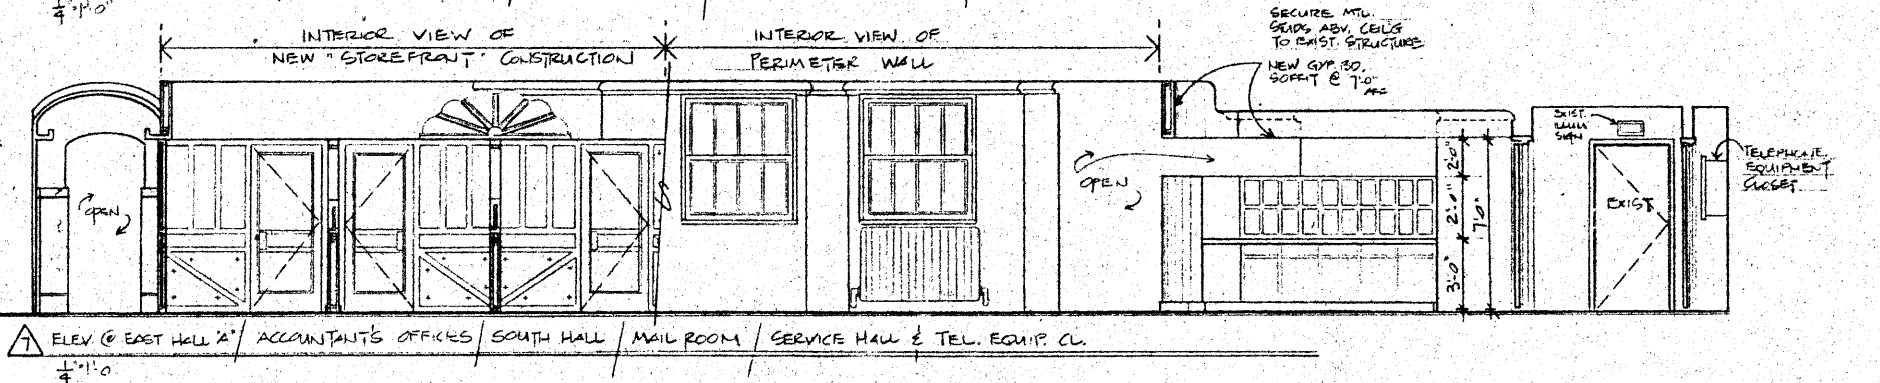 1/4"=1'-0"
INTERIOR VIEW OF
NEW "STOREFRONT" CONSTRUCTION
INTERIOR VIEW OF
PERIMETER WALL
SECURE MTL.
STUDS ABV. CEIL'G
TO EXIST. STRUCTURE
NEW GYP. BD.
SOFFIT @ 7'-0"
AFF
EXIST.
SIGN
TELEPHONE
EQUIPMENT
CLOSET
OPEN
OPEN
EXIST
2'-0"
2'-0"
3'-0"
7'-0"
7 ELEV. @ EAST HALL "A" / ACCOUNTANT'S OFFICES / SOUTH HALL / MAIL ROOM / SERVICE HALL & TEL. EQUIP. CL.
1/4"=1'-0